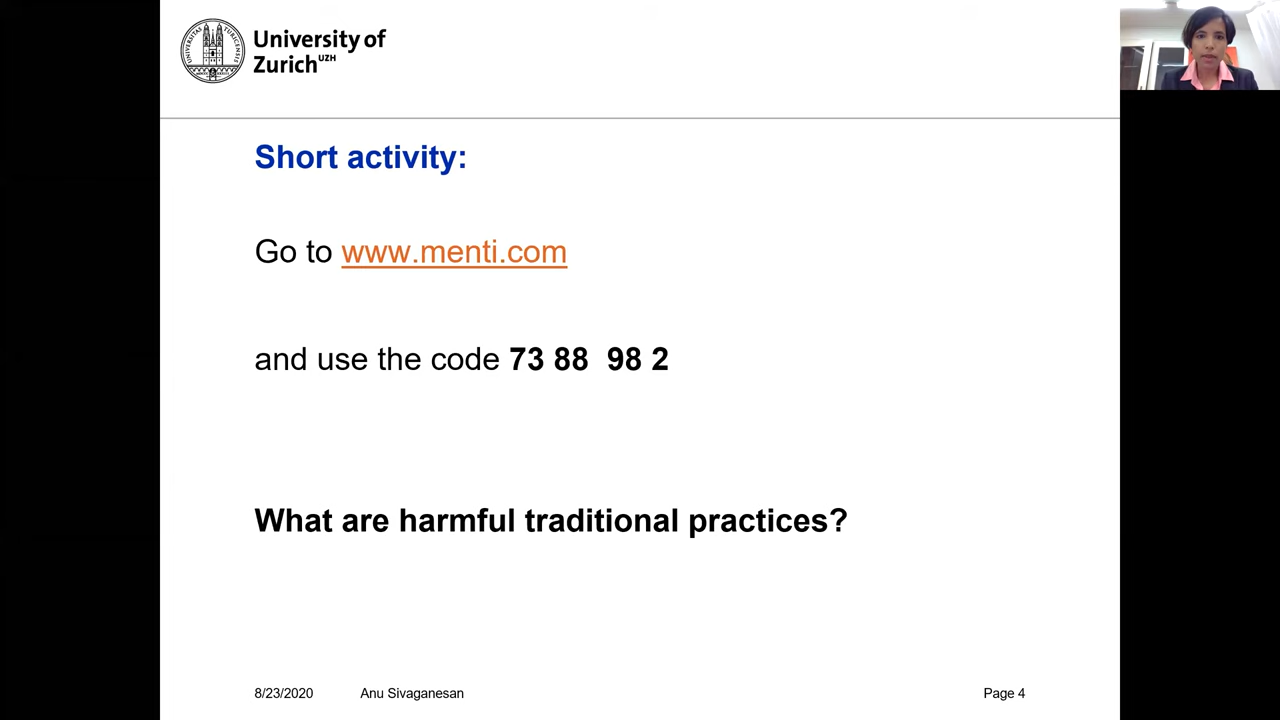 University of
Zurich UZH
Short activity:
Go to www.menti.com
and use the code 73 88  98 2
What are harmful traditional practices?
8/23/2020 Anu Sivaganesan Page 4